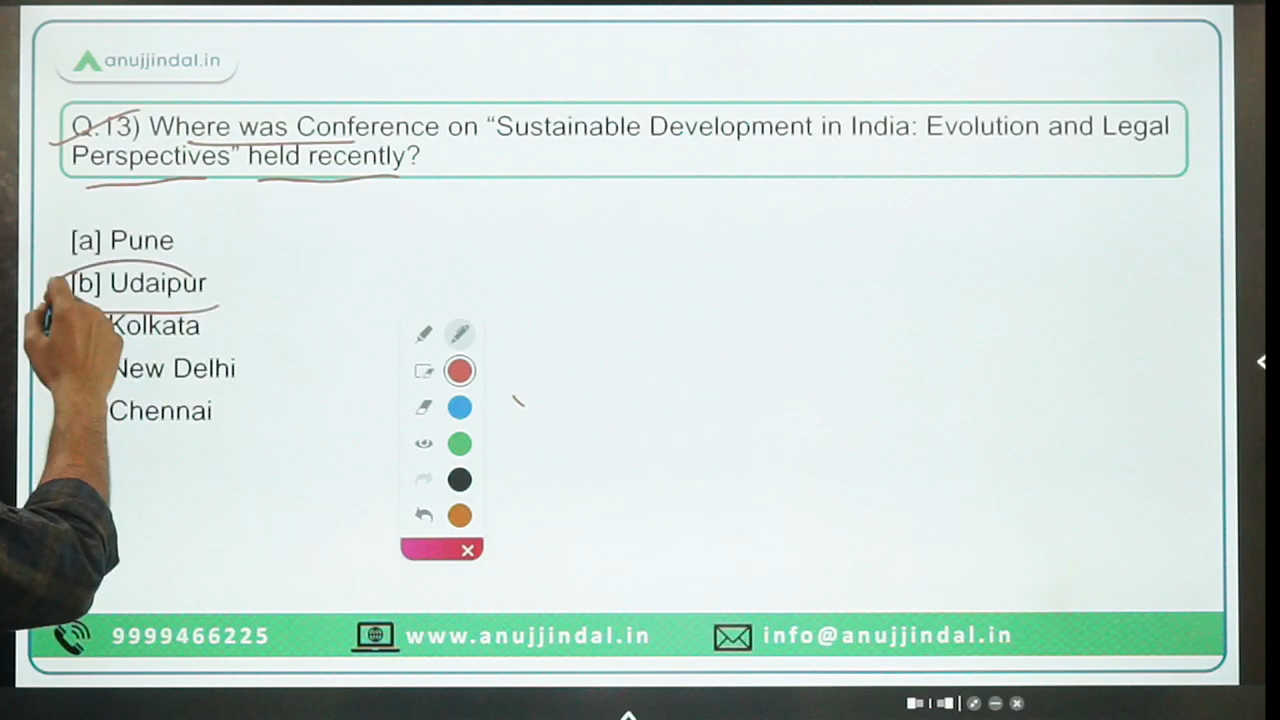 anujjindal.in
Q.13) Where was Conference on “Sustainable Development in India: Evolution and Legal
Perspectives” held recently?
[a] Pune
[b] Udaipur
Kolkata
New Delhi
Chennai
9999466225 www.anujjindal.in info@anujjindal.in